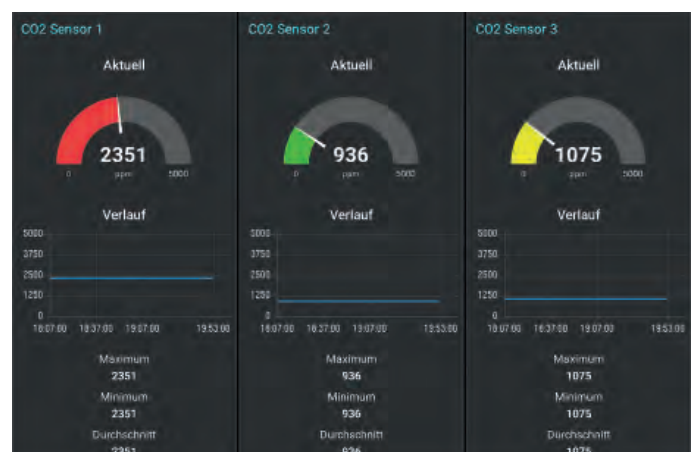 CO2 Sensor 1
Aktuell
2351
0 ppm 5000
Verlauf
5000
3750
2500
1250
0
18:07:00 18:37:00 19:07:00 19:53:00
Maximum
2351
Minimum
2351
Durchschnitt
2351
CO2 Sensor 2
Aktuell
936
0 ppm 5000
Verlauf
5000
3750
2500
1250
0
18:07:00 18:37:00 19:07:00 19:53:00
Maximum
936
Minimum
936
Durchschnitt
936
CO2 Sensor 3
Aktuell
1075
0 ppm 5000
Verlauf
5000
3750
2500
1250
0
18:07:00 18:37:00 19:07:00 19:53:00
Maximum
1075
Minimum
1075
Durchschnitt
1075